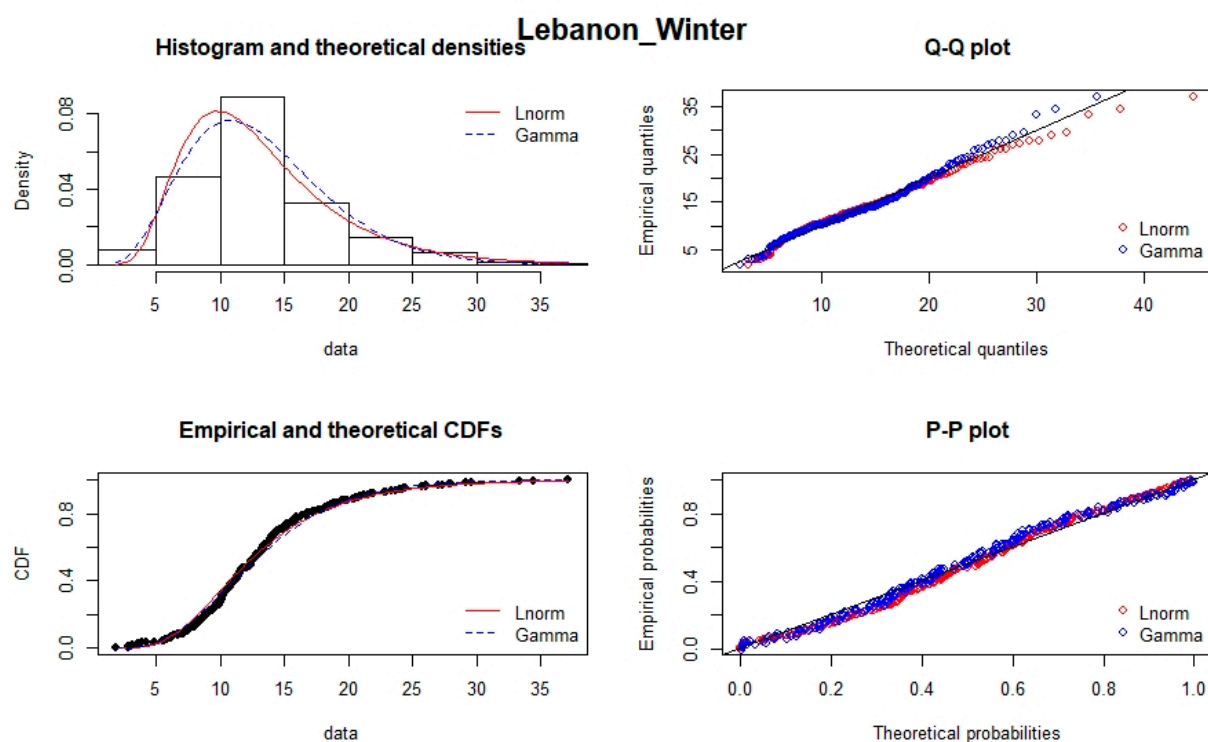 Lebanon_Winter
Histogram and theoretical densities
Density
0.00
0.04
0.08
Lnorm
Gamma
5 10 15 20 25 30 35
data
Q-Q plot
Empirical quantiles
5
15
25
35
Lnorm
Gamma
10 20 30 40
Theoretical quantiles
Empirical and theoretical CDFs
CDF
0.0
0.4
0.8
Lnorm
Gamma
5 10 15 20 25 30 35
data
P-P plot
Empirical probabilities
0.0
0.4
0.8
Lnorm
Gamma
0.0 0.2 0.4 0.6 0.8 1.0
Theoretical probabilities